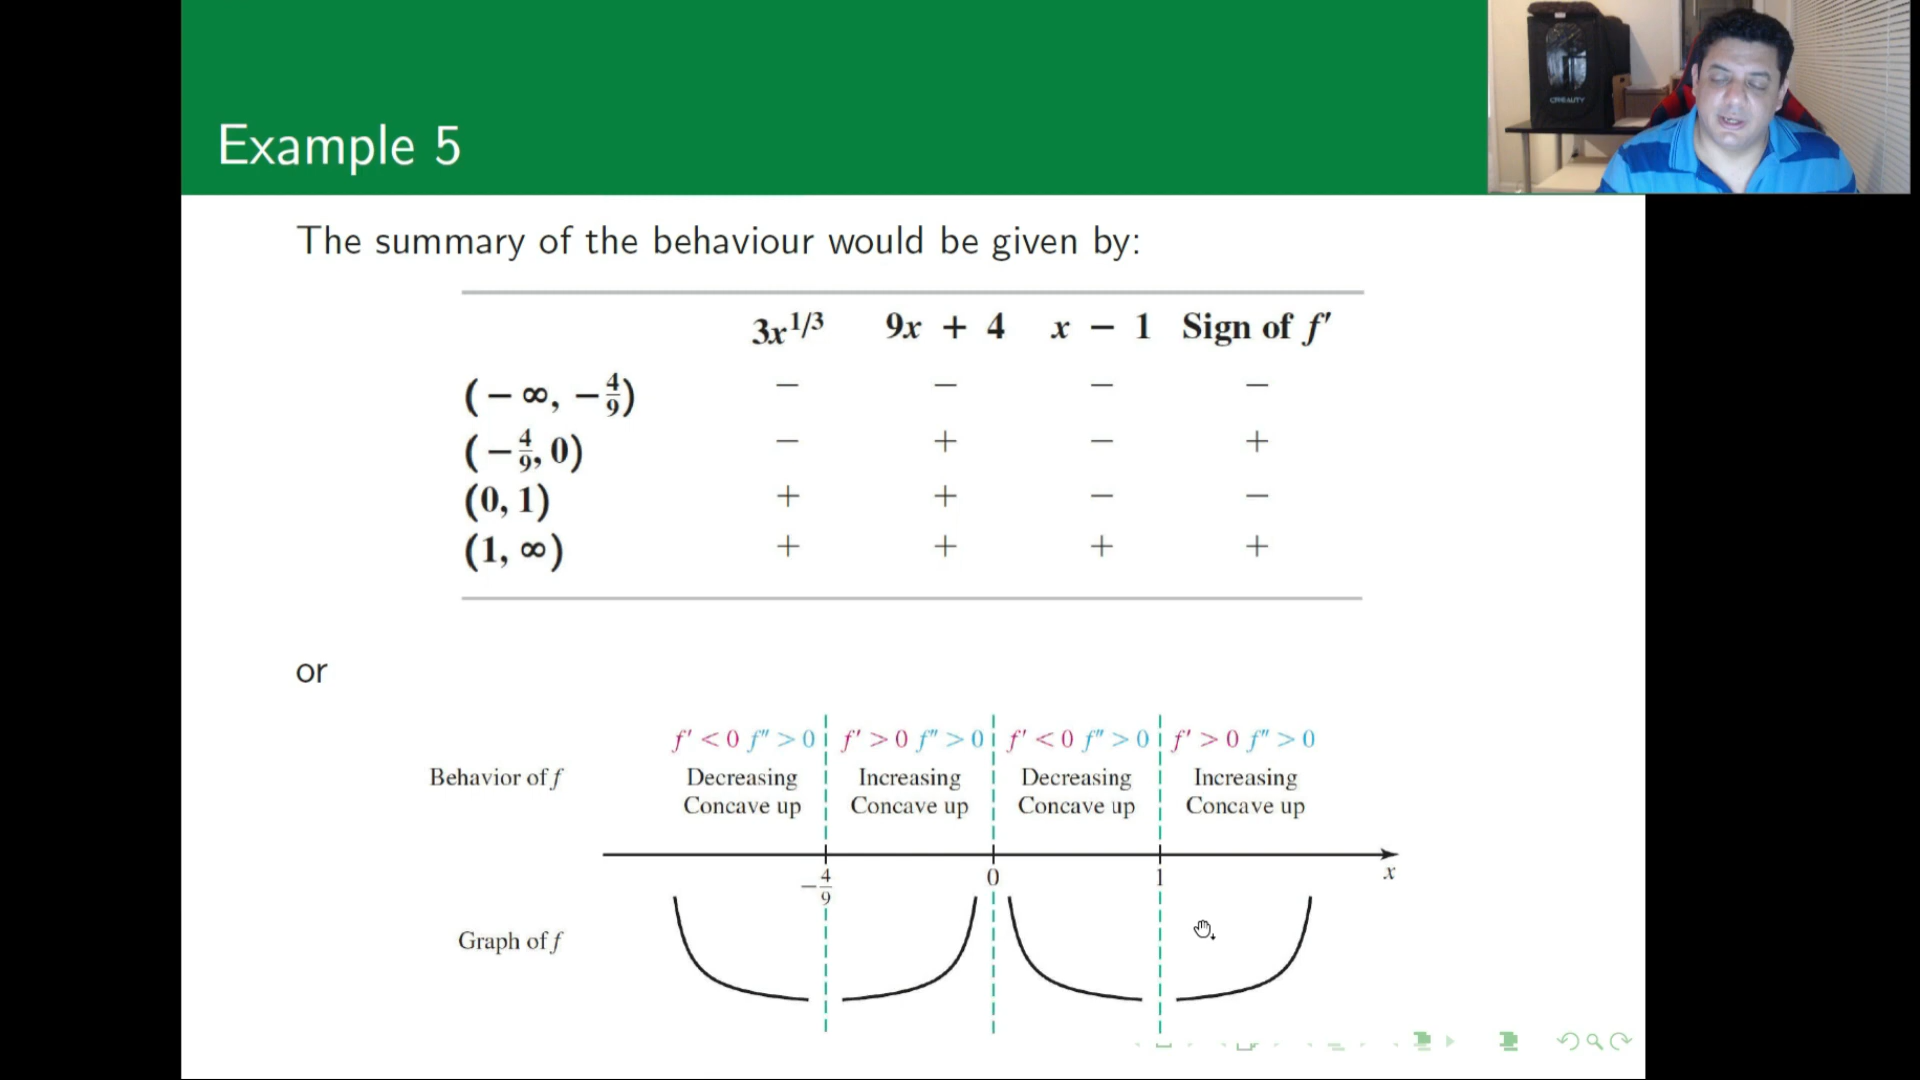 Example 5
CPREAUTY
The summary of the behaviour would be given by:
3x^{1/3} 9x + 4 x − 1 Sign of f′
(− ∞, −4/9) − − − −
(−4/9, 0) − + − +
(0, 1) + + − −
(1, ∞) + + + +
or
f′ < 0 f″ > 0 f′ > 0 f″ > 0 f′ < 0 f″ > 0 f′ > 0 f″ > 0
Behavior of f Decreasing Increasing Decreasing Increasing
Concave up Concave up Concave up Concave up
−4/9 0 1 x
Graph of f